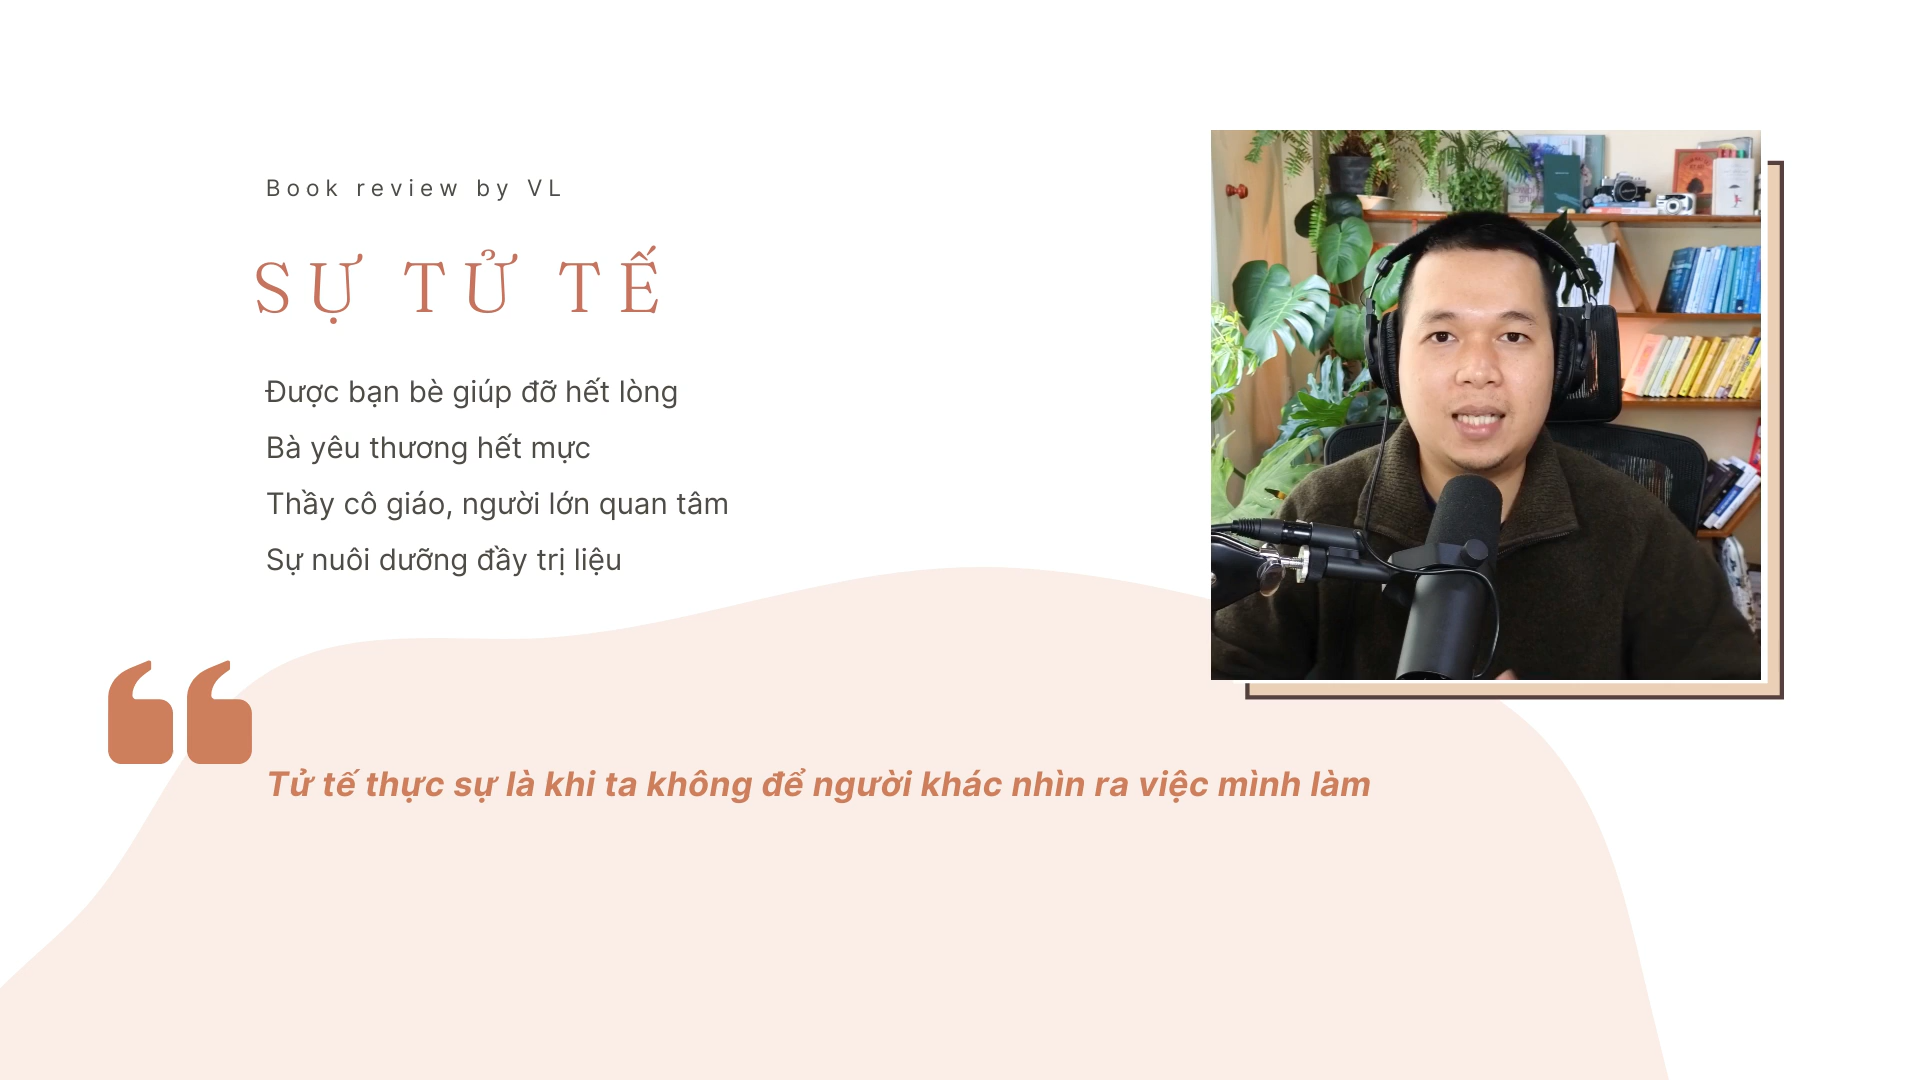 Book review by VL
SỰ TỬ TẾ
Được bạn bè giúp đỡ hết lòng
Bà yêu thương hết mực
Thầy cô giáo, người lớn quan tâm
Sự nuôi dưỡng đầy trị liệu
Tử tế thực sự là khi ta không để người khác nhìn ra việc mình làm